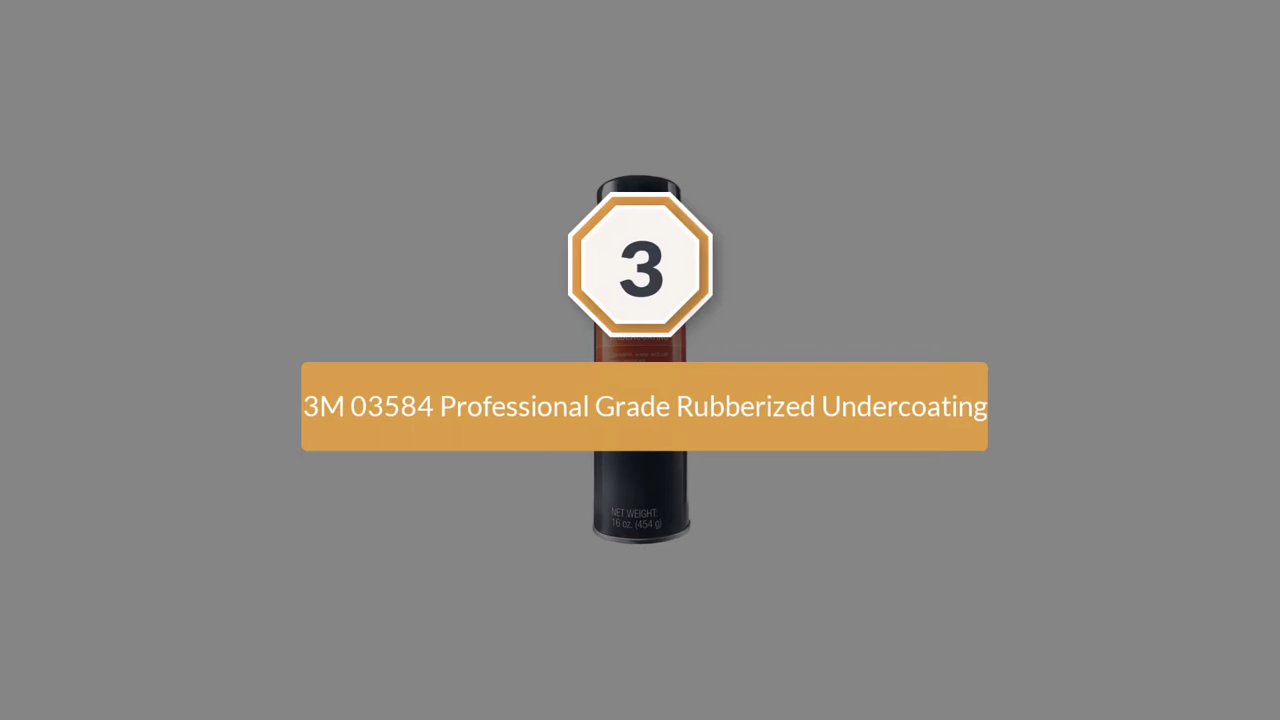 3
3M 03584 Professional Grade Rubberized Undercoating
NET WEIGHT:
16 oz. (454 g)